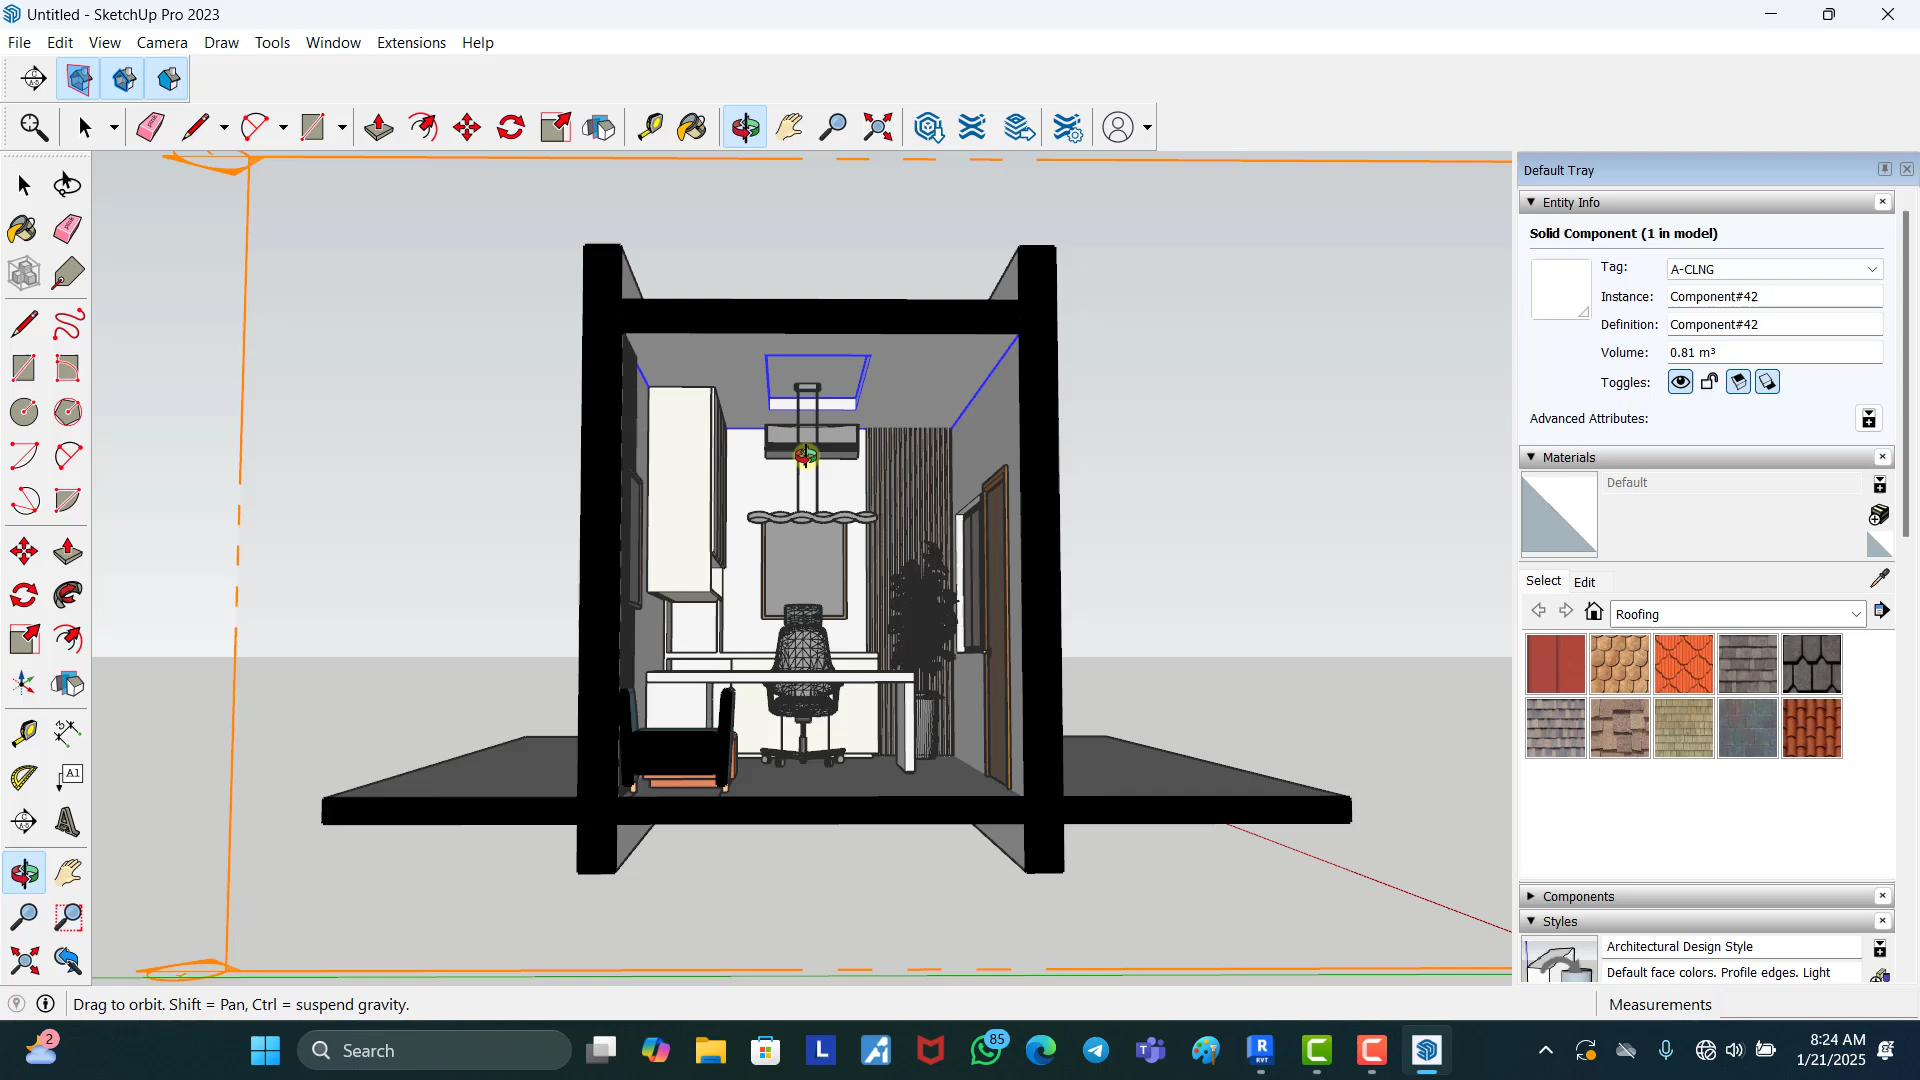 Untitled - SketchUp Pro 2023
File Edit View Camera Draw Tools Window Extensions Help
Default Tray
Entity Info
Solid Component (1 in model)
Tag: A-CLNG
Instance: Component#42
Definition: Component#42
Volume: 0.81 m³
Toggles:
Advanced Attributes:
Materials
Default
Select Edit
Roofing
Components
Styles
Architectural Design Style
Default face colors. Profile edges. Light
A1
Drag to orbit. Shift = Pan, Ctrl = suspend gravity.
Measurements
2
Search
85
8:24 AM
1/21/2025